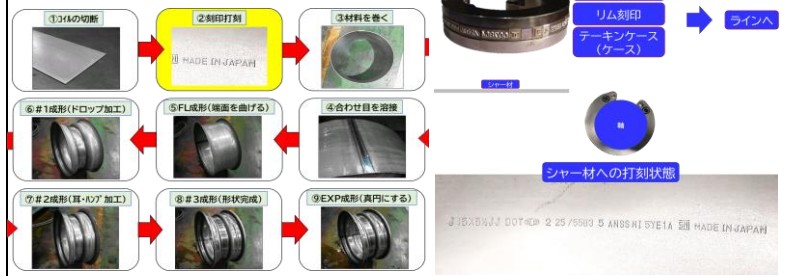 ①コイルの切断
②刻印打刻
MADE IN JAPAN
③材料を巻く
⑥#1成形(ドロップ加工)
⑤FL成形(端面を曲げる)
④合わせ目を溶接
⑦#2成形(耳・ハンプ加工)
⑧#3成形(形状完成)
⑨EXP成形(真円にする)
リム刻印
テーキンケース
(ケース)
ラインへ
シャー材
軸
シャー材への打刻状態
MADE IN JAPAN